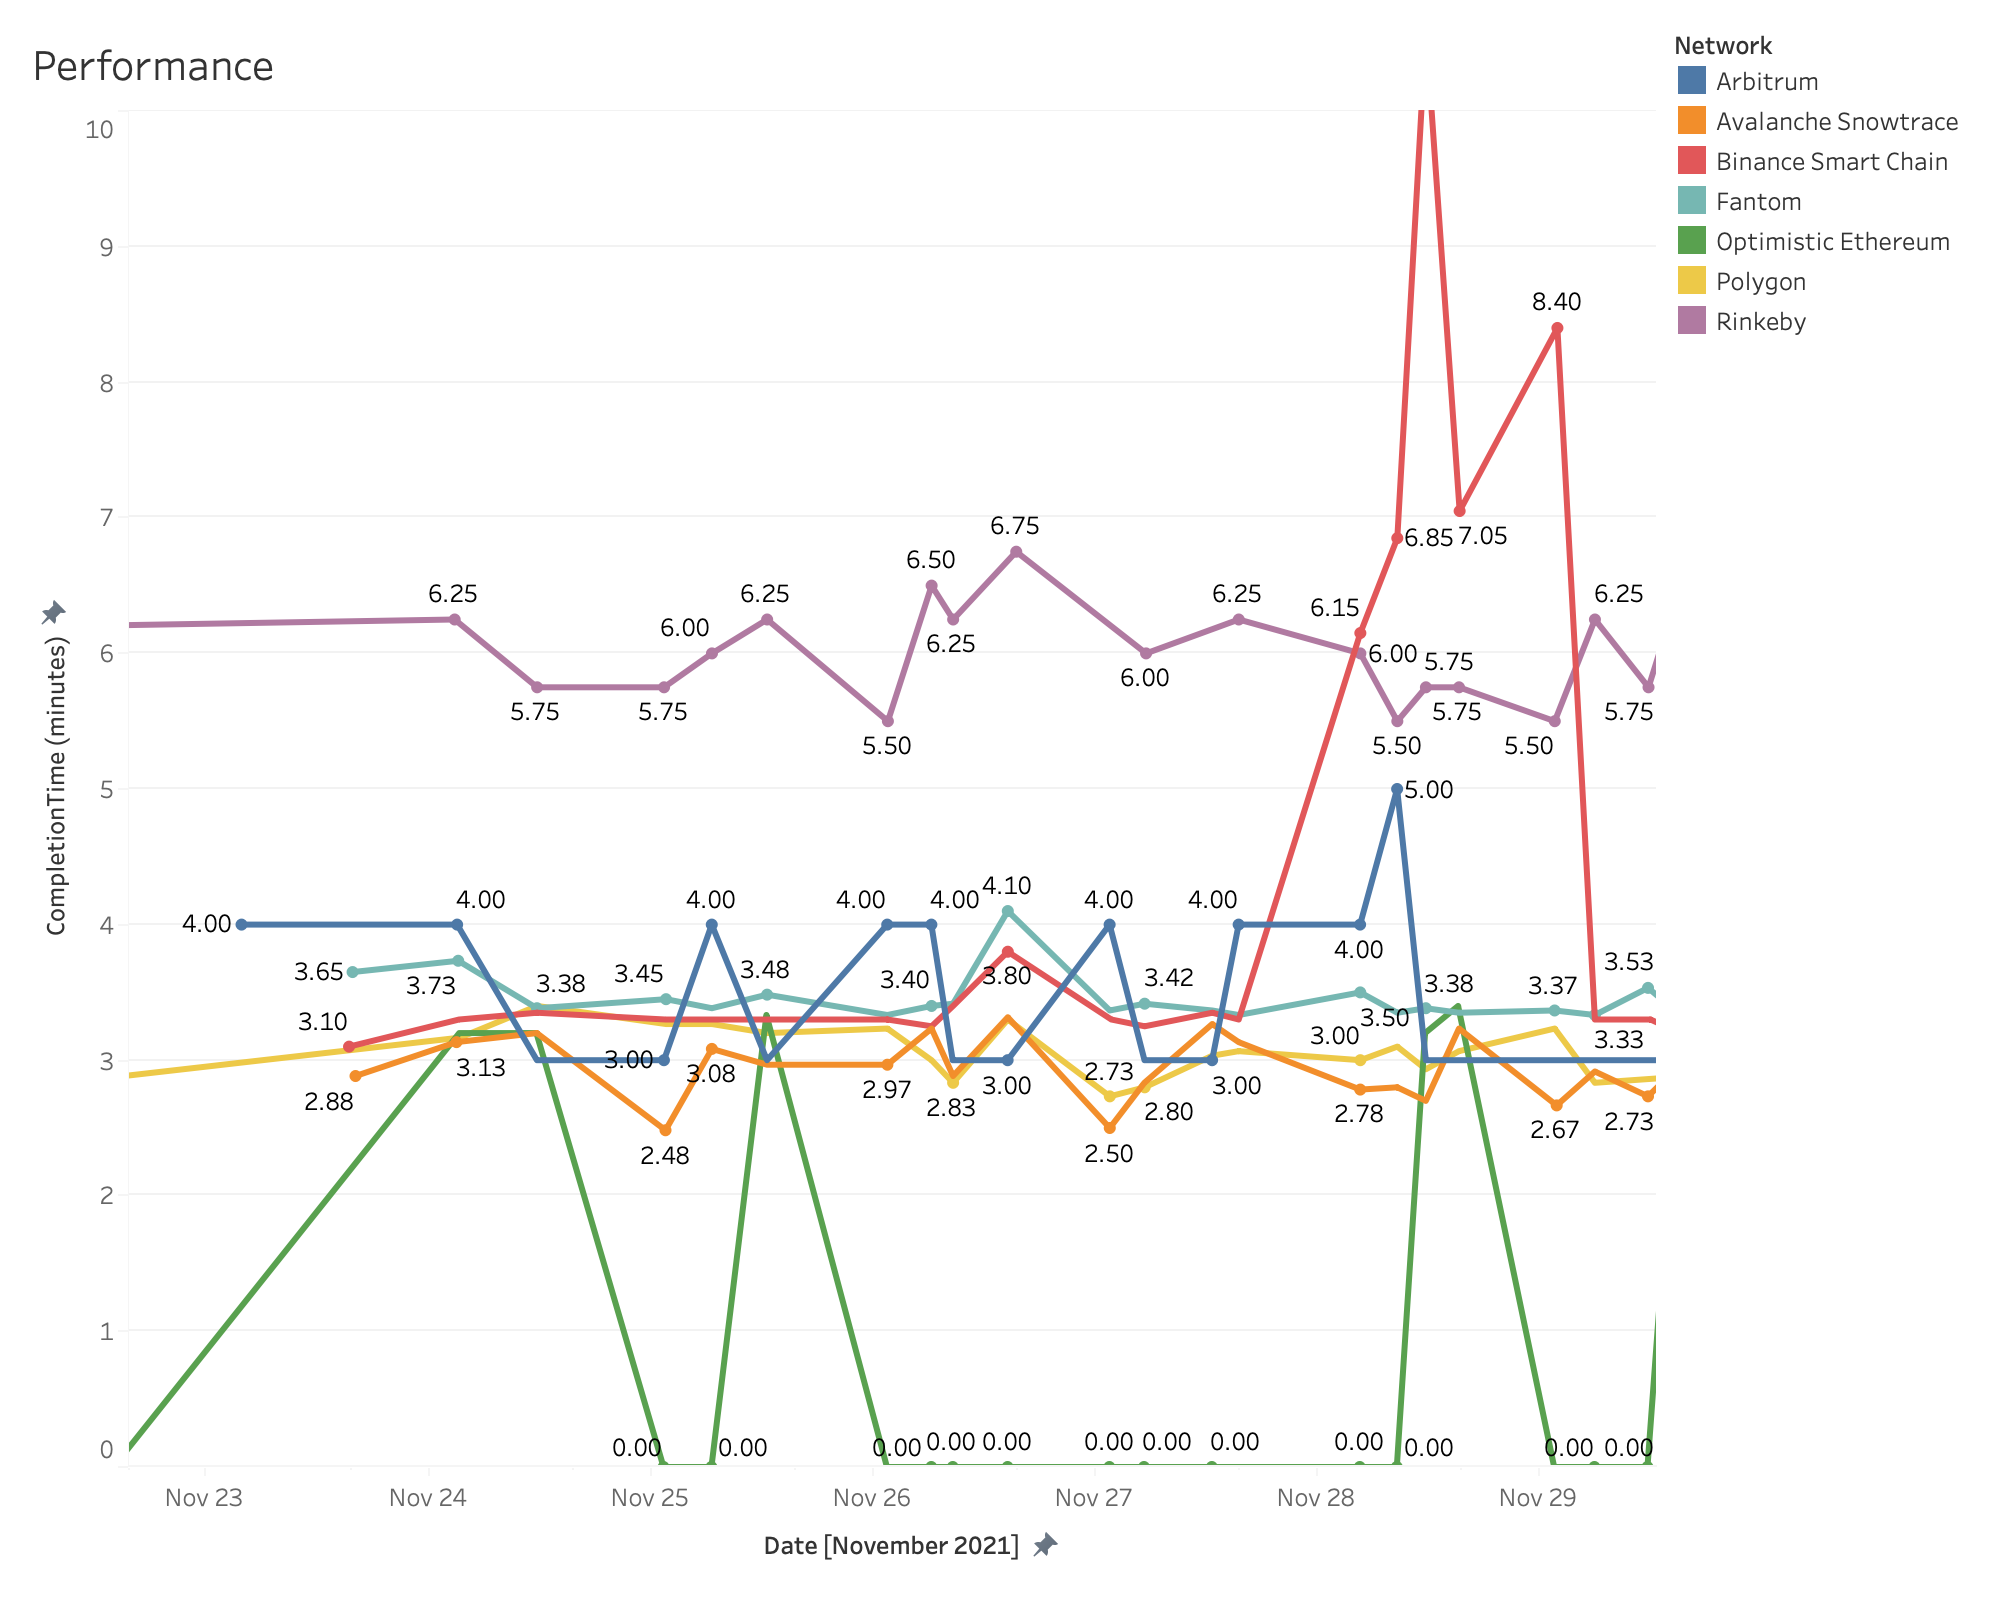 Performance
Network
Arbitrum
Avalanche Snowtrace
Binance Smart Chain
Fantom
Optimistic Ethereum
Polygon
Rinkeby
CompletionTime (minutes)
10
9
8
7
6
5
4
3
2
1
0
8.40
6.85 7.05
6.75
6.50
6.25 6.25 6.25 6.15 6.25
6.00
6.25
6.00 5.75
6.00
5.75 5.75 5.75 5.75
5.50 5.50 5.50
5.00
4.10
4.00 4.00 4.00 4.00 4.00 4.00
4.00
4.00
3.65 3.45 3.48 3.53
3.73 3.38 3.40 3.80 3.42 3.38 3.37
3.10 3.50
3.00 3.33
3.00
3.13 3.08 2.73
2.88 2.97 3.00 3.00
2.83 2.80 2.78
2.73
2.48 2.50 2.67
0.00 0.00 0.00 0.00 0.00 0.00 0.00 0.00 0.00 0.00 0.00 0.00
Nov 23 Nov 24 Nov 25 Nov 26 Nov 27 Nov 28 Nov 29
Date [November 2021]